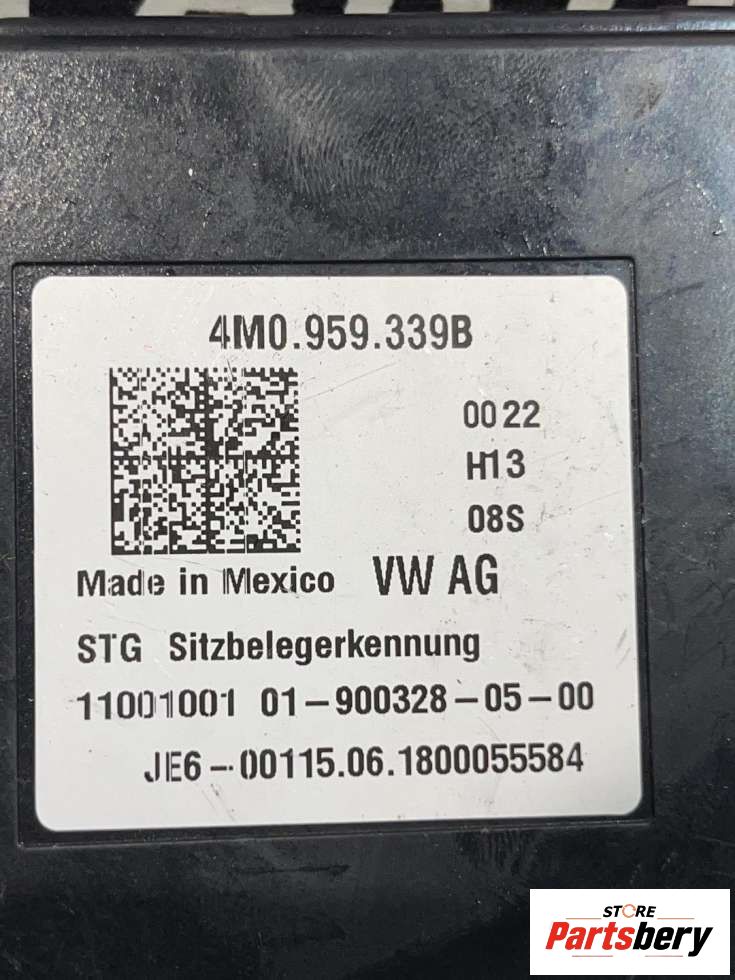 4M0.959.339B
0022
H13
08S
Made in Mexico VW AG
STG Sitzbelegerkennung
11001001 01-900328-05-00
JE6-00115.06.1800055584
STORE
Partsbery